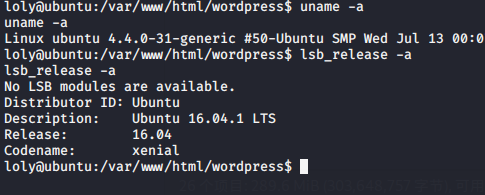 loly@ubuntu:/var/www/html/wordpress$ uname -a
uname -a
Linux ubuntu 4.4.0-31-generic #50-Ubuntu SMP Wed Jul 13 00:0
loly@ubuntu:/var/www/html/wordpress$ lsb_release -a
lsb_release -a
No LSB modules are available.
Distributor ID: Ubuntu
Description:    Ubuntu 16.04.1 LTS
Release:        16.04
Codename:       xenial
loly@ubuntu:/var/www/html/wordpress$